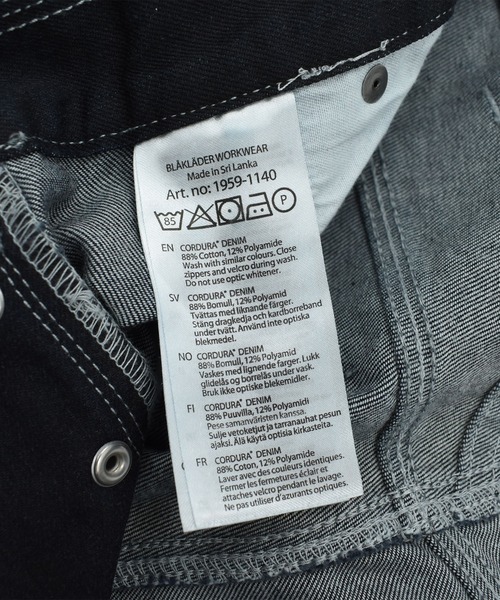 BLÅKLÄDER WORKWEAR
Made in Sri Lanka
Art. no: 1959-1140
85 P
EN CORDURA® DENIM
88% Cotton, 12% Polyamide
Wash with similar colours. Close
zippers and velcro during wash.
Do not use optic whitener.
SV CORDURA® DENIM
88% Bomull, 12% Polyamid
Tvättas med liknande färger.
Stäng dragkedja och kardborreband
under tvätt. Använd inte optiska
blekmedel.
NO CORDURA® DENIM
88% Bomull, 12% Polyamid
Vaskes med lignende farger. Lukk
glidelås og borrelås under vask.
Bruk ikke optiske blekemidler.
FI CORDURA® DENIM
88% Puuvilla, 12% Polyamidi
Pese samanväristen kanssa.
Sulje vetoketjut ja tarranauhat pesun
ajaksi. Älä käytä optisia kirkasteita.
FR CORDURA® DENIM
88% Coton, 12% Polyamide
Laver avec des couleurs identiques.
Fermer les fermetures éclair et
attaches velcro pendant le lavage.
Ne pas utiliser d'azurants optiques.